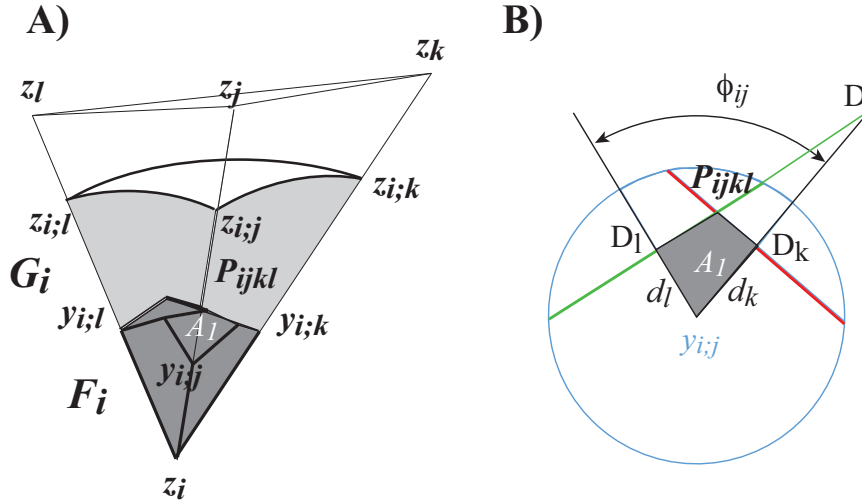 A)
B)
z_k
z_l
z_j
ϕ_ij
D
P_ijkl
z_i;l
z_i;j
z_i;k
D_l
D_k
G_i
P_ijkl
A_1
d_l
d_k
y_i;l
A_1
y_i;k
y_i;j
y_i;j
F_i
z_i